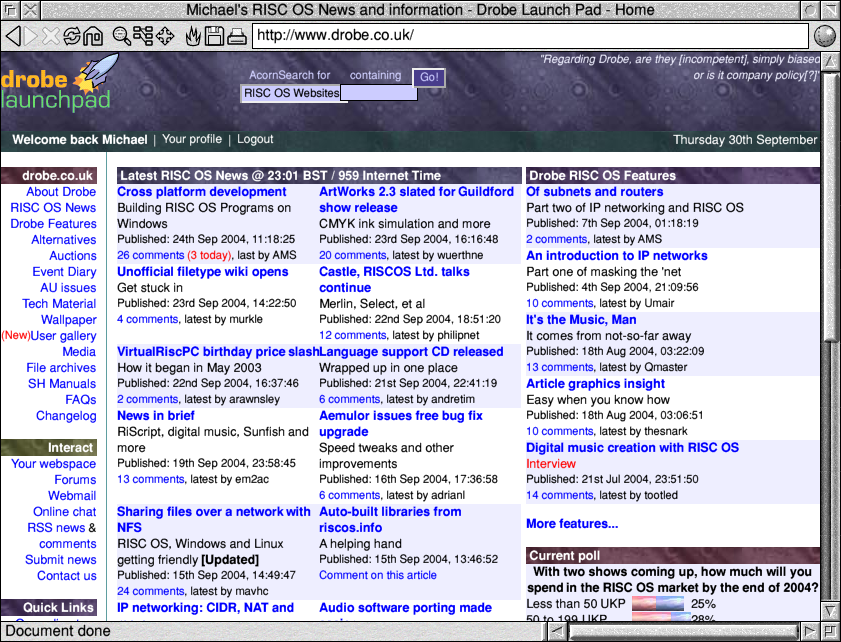 Michael's RISC OS News and information - Drobe Launch Pad - Home
http://www.drobe.co.uk/
drobe
launchpad
AcornSearch for containing
RISC OS Websites Go!
"Regarding Drobe, are they [incompetent], simply biased
or is it company policy[?]"
Welcome back Michael | Your profile | Logout
Thursday 30th September
drobe.co.uk
About Drobe
RISC OS News
Drobe Features
Alternatives
Auctions
Event Diary
AU issues
Tech Material
Wallpaper
(New)User gallery
Media
File archives
SH Manuals
FAQs
Changelog
Interact
Your webspace
Forums
Webmail
Online chat
RSS news &
comments
Submit news
Contact us
Quick Links
Latest RISC OS News @ 23:01 BST / 959 Internet Time
Cross platform development
Building RISC OS Programs on
Windows
Published: 24th Sep 2004, 11:18:25
26 comments (3 today), last by AMS
Unofficial filetype wiki opens
Get stuck in
Published: 23rd Sep 2004, 14:22:50
4 comments, latest by murkle
VirtualRiscPC birthday price slash
How it began in May 2003
Published: 22nd Sep 2004, 16:37:46
2 comments, latest by arawnsley
News in brief
RiScript, digital music, Sunfish and
more
Published: 19th Sep 2004, 23:58:45
13 comments, latest by em2ac
Sharing files over a network with
NFS
RISC OS, Windows and Linux
getting friendly [Updated]
Published: 15th Sep 2004, 14:49:47
24 comments, latest by mavhc
IP networking: CIDR, NAT and
ArtWorks 2.3 slated for Guildford
show release
CMYK ink simulation and more
Published: 23rd Sep 2004, 16:16:48
20 comments, latest by wuerthne
Castle, RISCOS Ltd. talks
continue
Merlin, Select, et al
Published: 22nd Sep 2004, 18:51:20
12 comments, latest by philipnet
Language support CD released
Wrapped up in one place
Published: 21st Sep 2004, 22:41:19
6 comments, latest by andretim
Aemulor issues free bug fix
upgrade
Speed tweaks and other
improvements
Published: 16th Sep 2004, 17:36:58
6 comments, latest by adrianl
Auto-built libraries from
riscos.info
A helping hand
Published: 15th Sep 2004, 13:46:52
Comment on this article
Audio software porting made
Drobe RISC OS Features
Of subnets and routers
Part two of IP networking and RISC OS
Published: 7th Sep 2004, 01:18:19
2 comments, latest by AMS
An introduction to IP networks
Part one of masking the 'net
Published: 4th Sep 2004, 21:09:56
10 comments, latest by Umair
It's the Music, Man
It comes from not-so-far away
Published: 18th Aug 2004, 03:22:09
13 comments, latest by Qmaster
Article graphics insight
Easy when you know how
Published: 18th Aug 2004, 03:06:51
10 comments, latest by thesnark
Digital music creation with RISC OS
Interview
Published: 21st Jul 2004, 23:51:50
14 comments, latest by tootled
More features...
Current poll
With two shows coming up, how much will you
spend in the RISC OS market by the end of 2004?
Less than 50 UKP 25%
50 to 199 UKP 28%
Document done